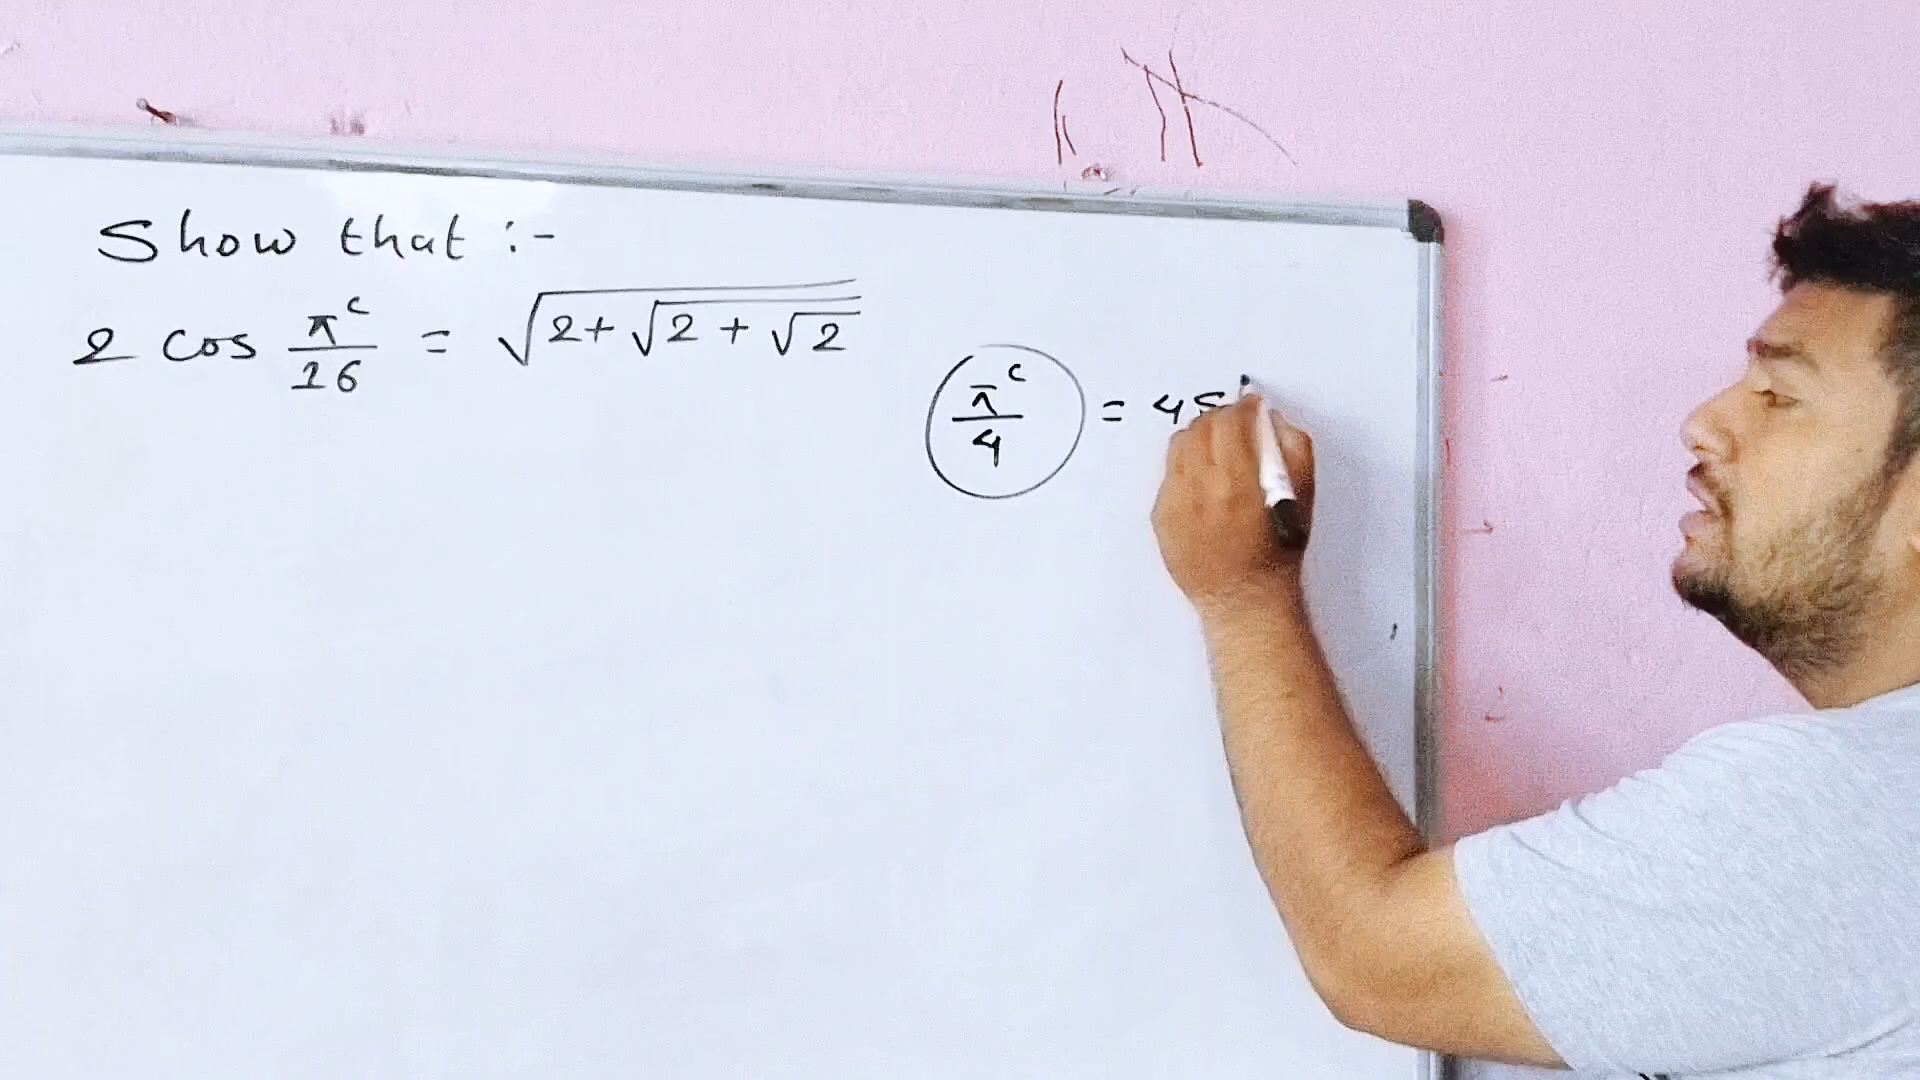 Show that :-
2 cos π^c/16 = √(2+√(2+√2))
π^c/4 = 45